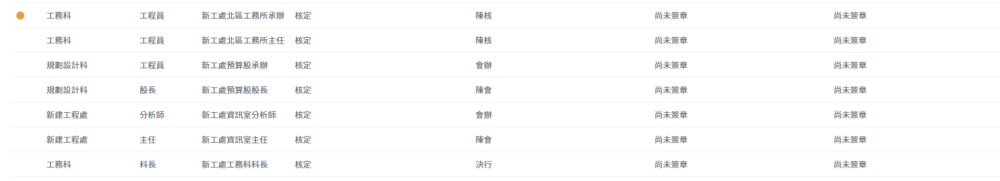 工務科 工程員 新工處北區工務所承辦 核定 陳核 尚未簽章 尚未簽章
工務科 工程員 新工處北區工務所主任 核定 陳核 尚未簽章 尚未簽章
規劃設計科 工程員 新工處預算股承辦 核定 會辦 尚未簽章 尚未簽章
規劃設計科 股長 新工處預算股股長 核定 陳會 尚未簽章 尚未簽章
新建工程處 分析師 新工處資訊室分析師 核定 會辦 尚未簽章 尚未簽章
新建工程處 主任 新工處資訊室主任 核定 陳會 尚未簽章 尚未簽章
工務科 科長 新工處工務科科長 核定 決行 尚未簽章 尚未簽章